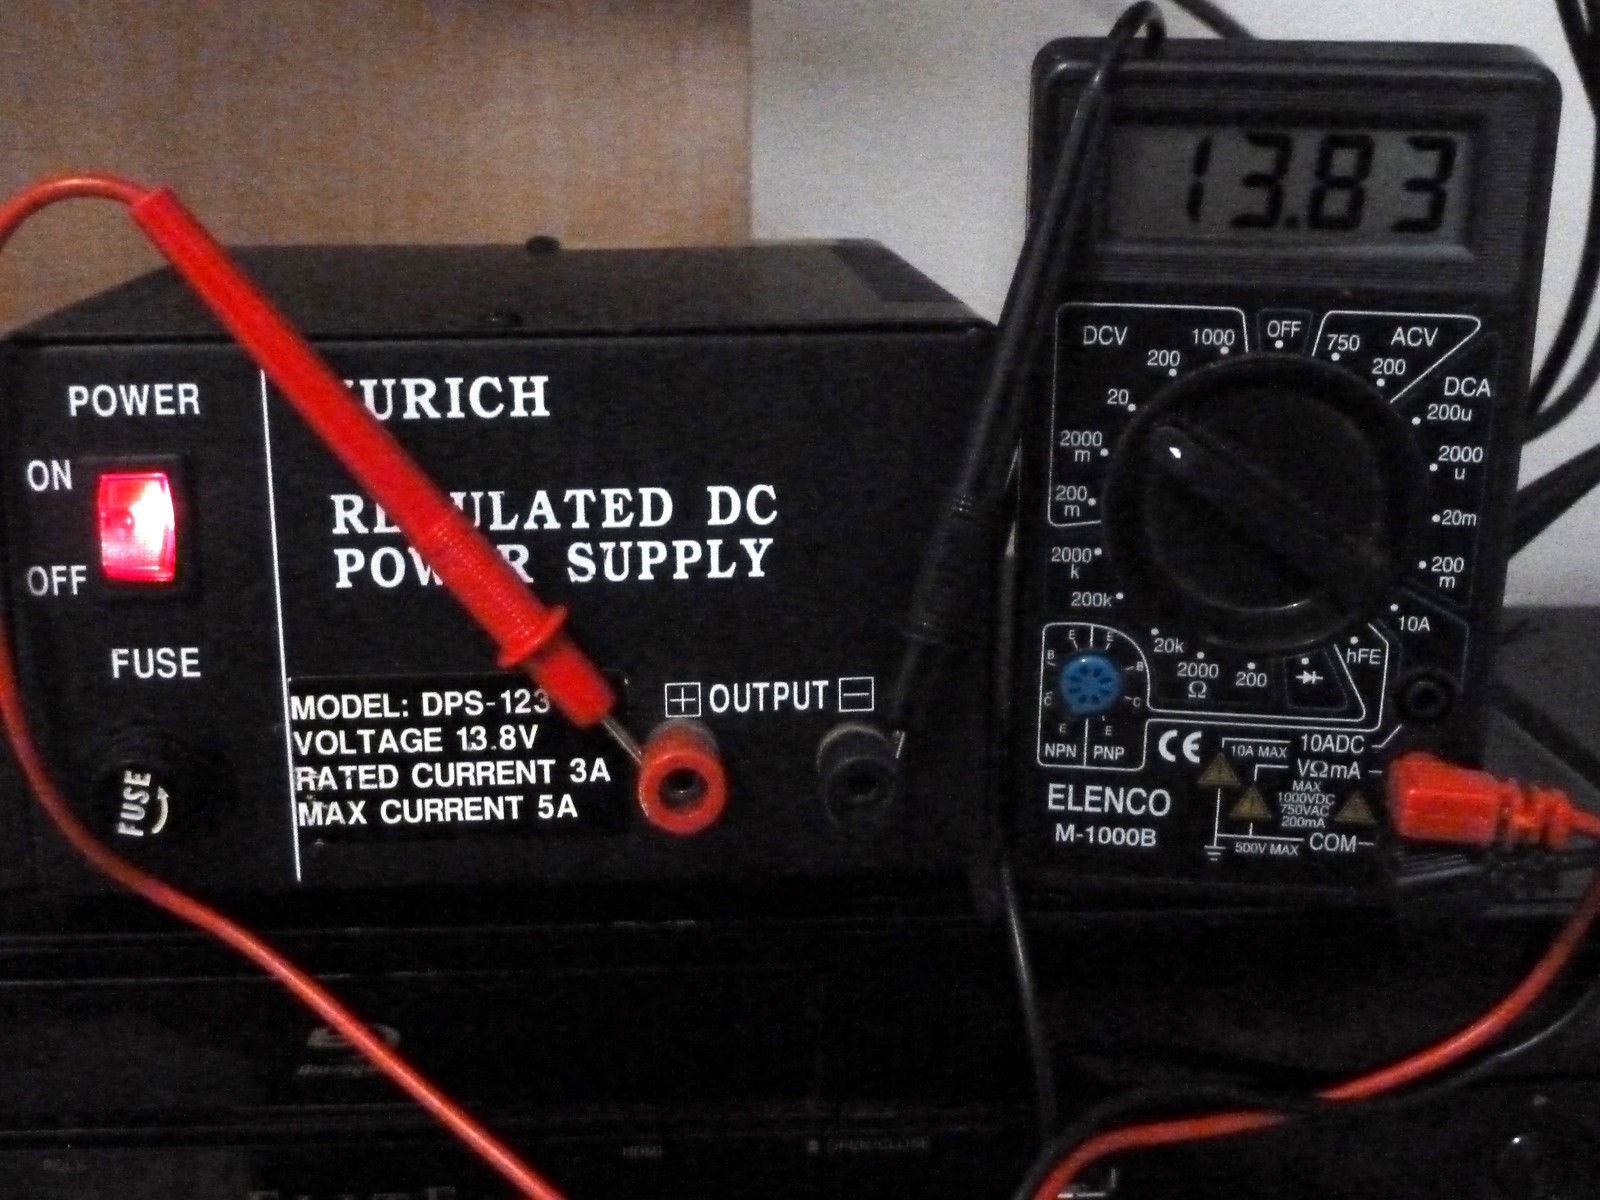 POWER
ON
OFF
FUSE
FUSE
URICH
REGULATED DC
POWER SUPPLY
MODEL: DPS-123
VOLTAGE 13.8V
RATED CURRENT 3A
MAX CURRENT 5A
+ OUTPUT −
13.83
DCV
1000
200
20
2000
m
200
m
OFF
750
ACV
200
DCA
200u
2000
u
20m
200
m
10A
hFE
2000
k
200k
20k
2000
Ω
200
E E
B B
C C
E E
NPN PNP
CE
10A MAX
10ADC
VΩmA
MAX
1000VDC
750VAC
200mA
COM
500V MAX
ELENCO
M-1000B
HDMI
OPEN/CLOSE